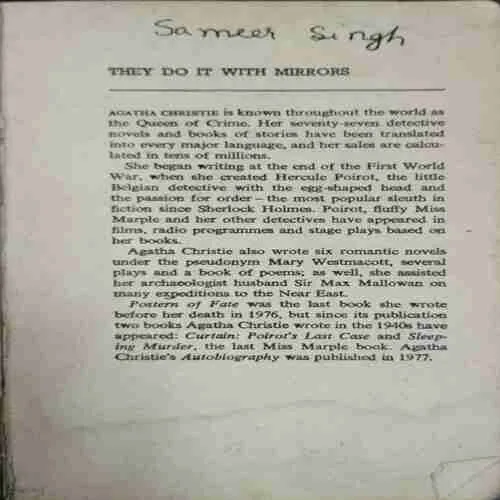 Sameer Singh
THEY DO IT WITH MIRRORS
AGATHA CHRISTIE is known throughout the world as
the Queen of Crime. Her seventy-seven detective
novels and books of stories have been translated
into every major language, and her sales are calcu-
lated in tens of millions.
She began writing at the end of the First World
War, when she created Hercule Poirot, the little
Belgian detective with the egg-shaped head and
the passion for order – the most popular sleuth in
fiction since Sherlock Holmes. Poirot, fluffy Miss
Marple and her other detectives have appeared in
films, radio programmes and stage plays based on
her books.
Agatha Christie also wrote six romantic novels
under the pseudonym Mary Westmacott, several
plays and a book of poems; as well, she assisted
her archaeologist husband Sir Max Mallowan on
many expeditions to the Near East.
Postern of Fate was the last book she wrote
before her death in 1976, but since its publication
two books Agatha Christie wrote in the 1940s have
appeared: Curtain: Poirot's Last Case and Sleep-
ing Murder, the last Miss Marple book. Agatha
Christie's Autobiography was published in 1977.